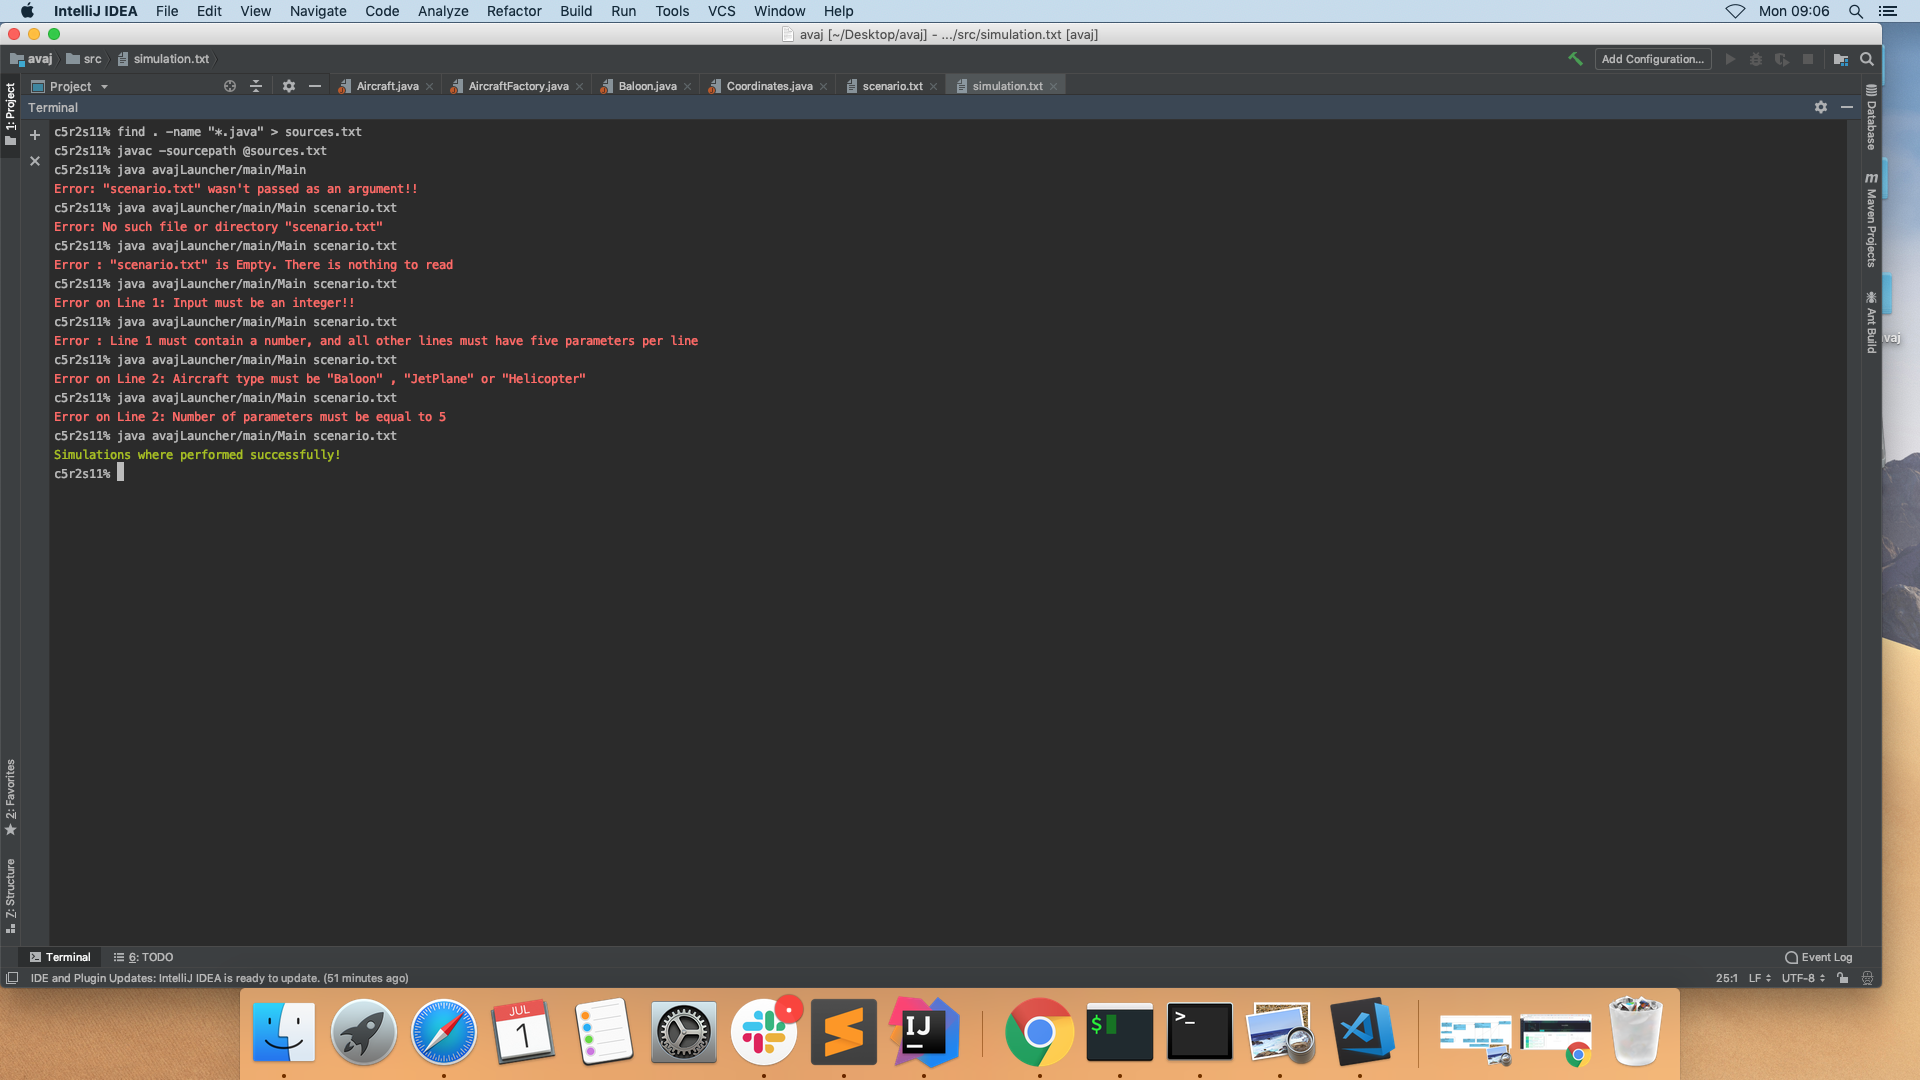 IntelliJ IDEA File Edit View Navigate Code Analyze Refactor Build Run Tools VCS Window Help Mon 09:06
avaj [~/Desktop/avaj] - .../src/simulation.txt [avaj]
avaj src simulation.txt Add Configuration...
Project Aircraft.java AircraftFactory.java Baloon.java Coordinates.java scenario.txt simulation.txt
Terminal
c5r2s11% find . -name "*.java" > sources.txt
c5r2s11% javac -sourcepath @sources.txt
c5r2s11% java avajLauncher/main/Main
Error: "scenario.txt" wasn't passed as an argument!!
c5r2s11% java avajLauncher/main/Main scenario.txt
Error: No such file or directory "scenario.txt"
c5r2s11% java avajLauncher/main/Main scenario.txt
Error : "scenario.txt" is Empty. There is nothing to read
c5r2s11% java avajLauncher/main/Main scenario.txt
Error on Line 1: Input must be an integer!!
c5r2s11% java avajLauncher/main/Main scenario.txt
Error : Line 1 must contain a number, and all other lines must have five parameters per line
c5r2s11% java avajLauncher/main/Main scenario.txt
Error on Line 2: Aircraft type must be "Baloon" , "JetPlane" or "Helicopter"
c5r2s11% java avajLauncher/main/Main scenario.txt
Error on Line 2: Number of parameters must be equal to 5
c5r2s11% java avajLauncher/main/Main scenario.txt
Simulations where performed successfully!
c5r2s11%
1: Project
2: Favorites
Z: Structure
Database
m Maven Projects
Ant Build
vaj
Terminal 6: TODO Event Log
IDE and Plugin Updates: IntelliJ IDEA is ready to update. (51 minutes ago) 25:1 LF UTF-8
JUL
1
IJ
$
>_